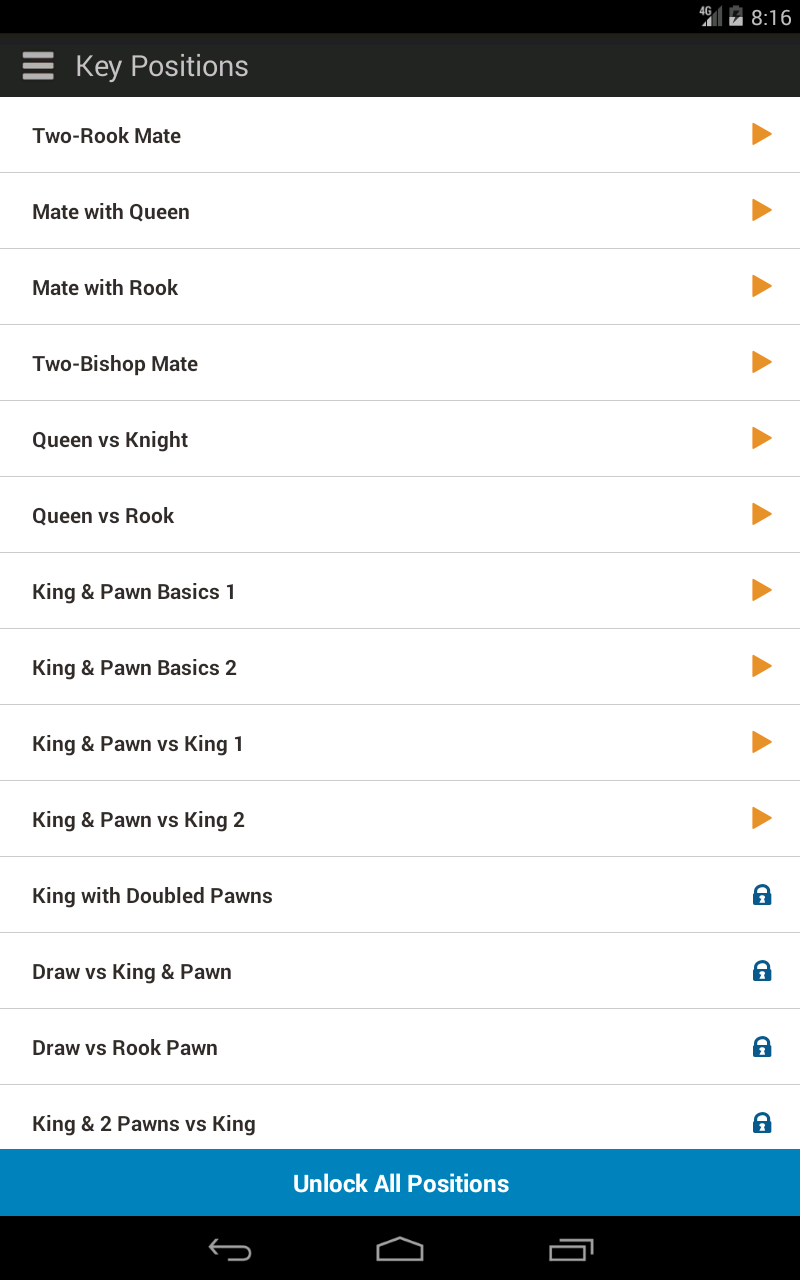 4G 8:16
Key Positions
Two-Rook Mate
Mate with Queen
Mate with Rook
Two-Bishop Mate
Queen vs Knight
Queen vs Rook
King & Pawn Basics 1
King & Pawn Basics 2
King & Pawn vs King 1
King & Pawn vs King 2
King with Doubled Pawns
Draw vs King & Pawn
Draw vs Rook Pawn
King & 2 Pawns vs King
Unlock All Positions